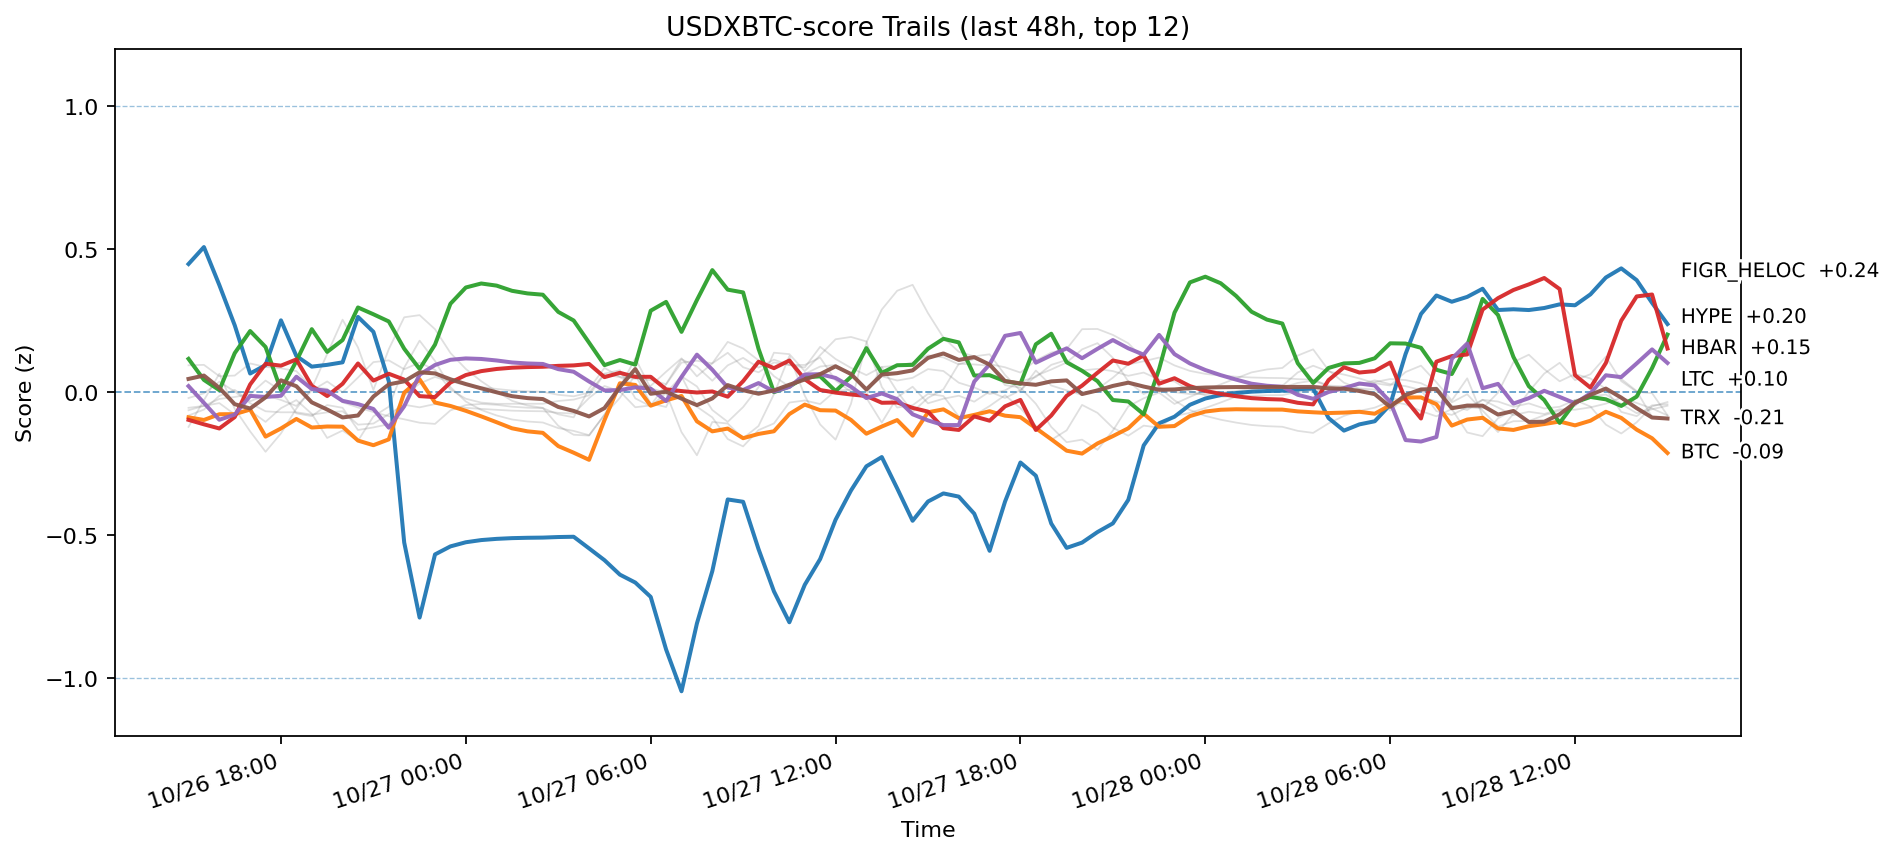 USDXBTC-score Trails (last 48h, top 12)
1.0
0.5
0.0
−0.5
−1.0
Score (z)
FIGR_HELOC +0.24
HYPE +0.20
HBAR +0.15
LTC +0.10
TRX -0.21
BTC -0.09
10/26 18:00
10/27 00:00
10/27 06:00
10/27 12:00
10/27 18:00
10/28 00:00
10/28 06:00
10/28 12:00
Time